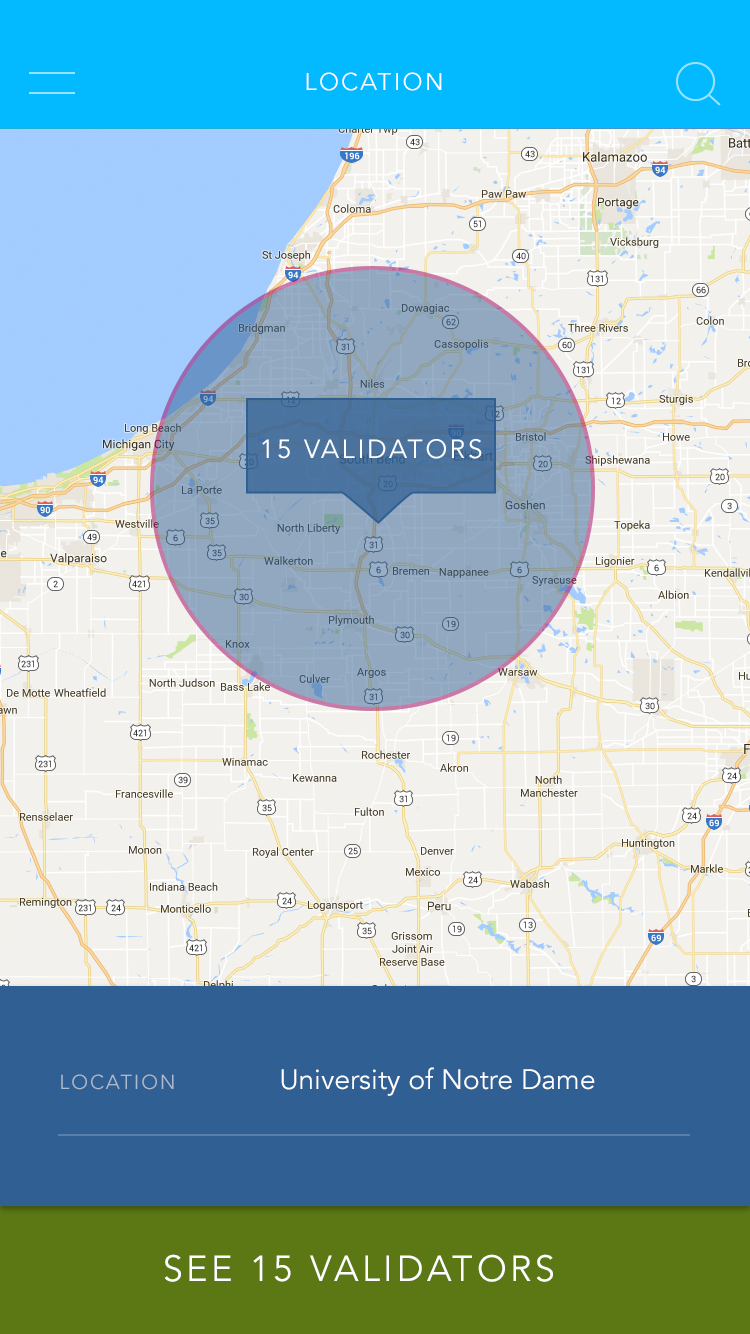 LOCATION
Charter Twp
43
196
43
Kalamazoo
94
Batt
Paw Paw
Portage
Coloma
51
Vicksburg
St Joseph
40
94
131
66
Dowagiac
62
Colon
Bridgman
Three Rivers
31
Cassopolis
60
131
Niles
94
12
12
12
Sturgis
Long Beach
Michigan City
Bristol
Howe
15 VALIDATORS
South Bend
20
20
Shipshewana
94
20
20
La Porte
90
Goshen
3
35
Westville
North Liberty
Topeka
49
6
31
Valparaiso
35
Walkerton
6
Bremen
Nappanee
6
Ligonier
6
Kendallvil
2
421
Syracuse
30
Albion
Plymouth
19
30
Knox
231
Argos
Warsaw
North Judson
Bass Lake
Culver
De Motte
Wheatfield
31
30
awn
421
19
231
Rochester
Winamac
Akron
24
Francesville
39
Kewanna
North
Manchester
35
31
Rensselaer
Fulton
24
69
Huntington
Monon
Royal Center
25
Denver
Mexico
24
Markle
Indiana Beach
Wabash
Remington
231
24
Monticello
24
Logansport
Peru
35
19
13
421
Grissom
Joint Air
Reserve Base
69
3
Delphi
LOCATION
University of Notre Dame
SEE 15 VALIDATORS